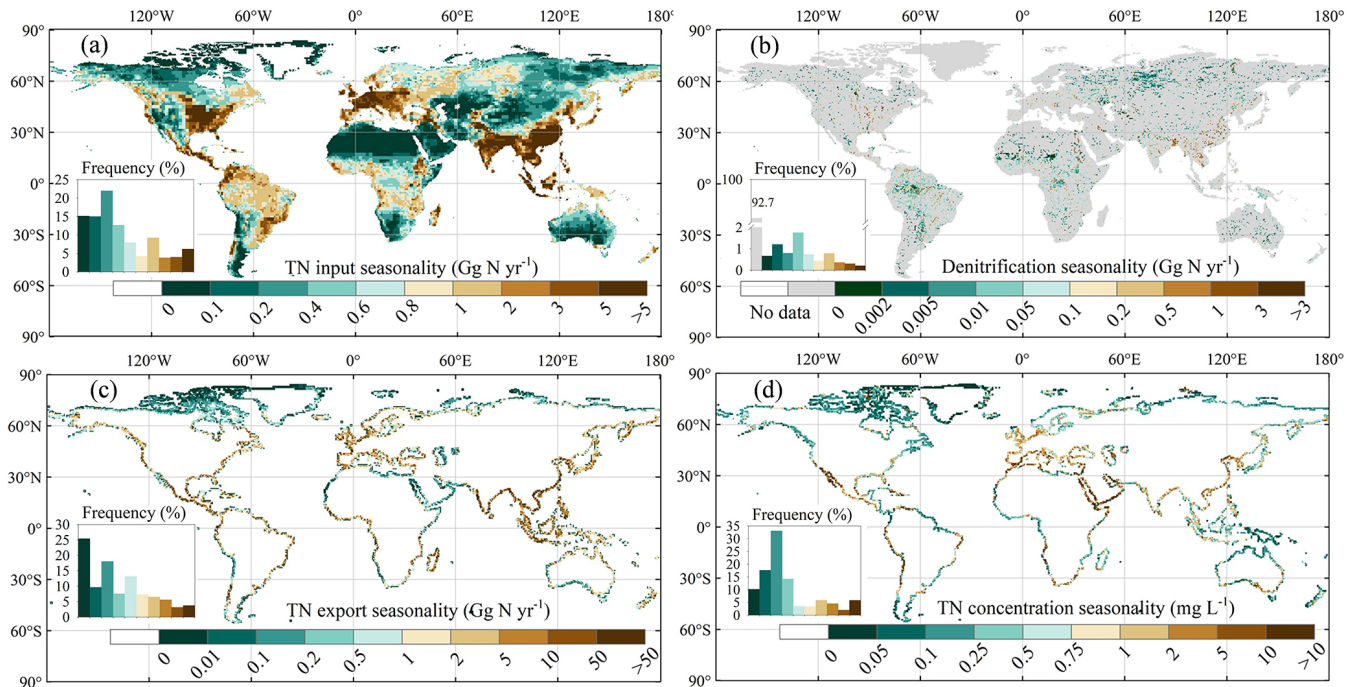 120°W 60°W 0° 60°E 120°E 180°
120°W 60°W 0° 60°E 120°E 180°
90°
60°N
30°N
0°
30°S
60°S
90°
(a)
Frequency (%)
25
20
15
10
5
0
TN input seasonality (Gg N yr⁻¹)
0 0.1 0.2 0.4 0.6 0.8 1 2 3 5 >5
90°
60°N
30°N
0°
30°S
60°S
90°
(b)
Frequency (%)
100
92.7
2
1
0
Denitrification seasonality (Gg N yr⁻¹)
No data 0 0.002 0.005 0.01 0.05 0.1 0.2 0.5 1 3 >3
120°W 60°W 0° 60°E 120°E 180°
120°W 60°W 0° 60°E 120°E 180°
90°
60°N
30°N
0°
30°S
60°S
90°
(c)
Frequency (%)
30
25
20
15
10
5
0
TN export seasonality (Gg N yr⁻¹)
0 0.01 0.1 0.2 0.5 1 2 5 10 50 >50
90°
60°N
30°N
0°
30°S
60°S
90°
(d)
Frequency (%)
35
30
25
20
15
10
5
0
TN concentration seasonality (mg L⁻¹)
0 0.05 0.1 0.25 0.5 0.75 1 2 5 10 >10